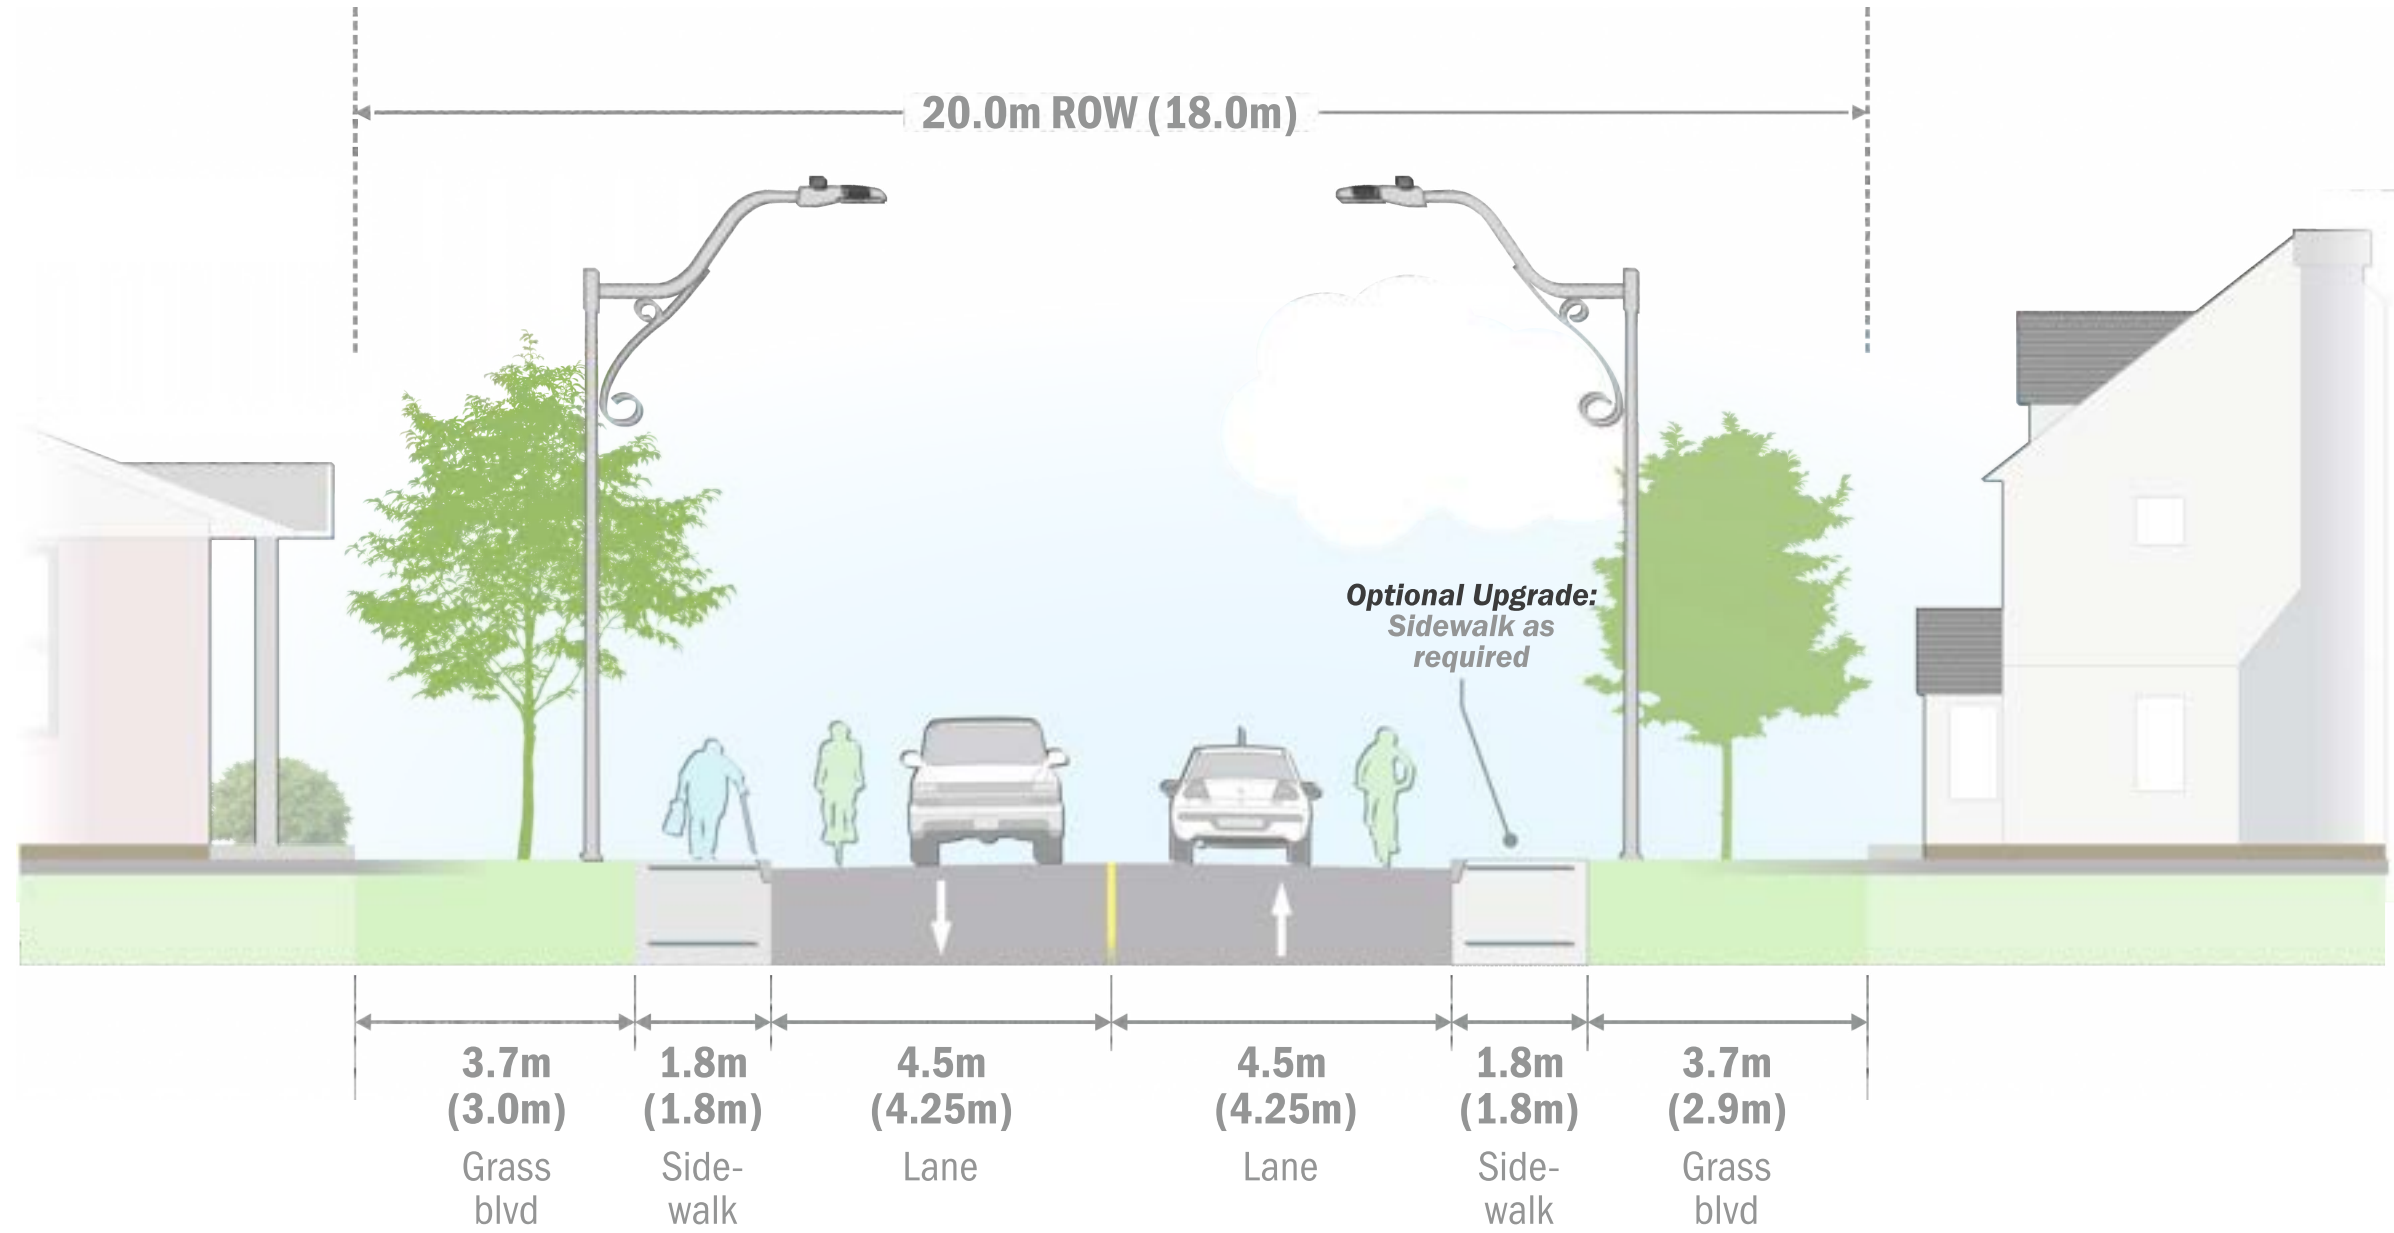 20.0m ROW (18.0m)
Optional Upgrade:
Sidewalk as
required
3.7m
(3.0m)
Grass
blvd
1.8m
(1.8m)
Side-
walk
4.5m
(4.25m)
Lane
4.5m
(4.25m)
Lane
1.8m
(1.8m)
Side-
walk
3.7m
(2.9m)
Grass
blvd